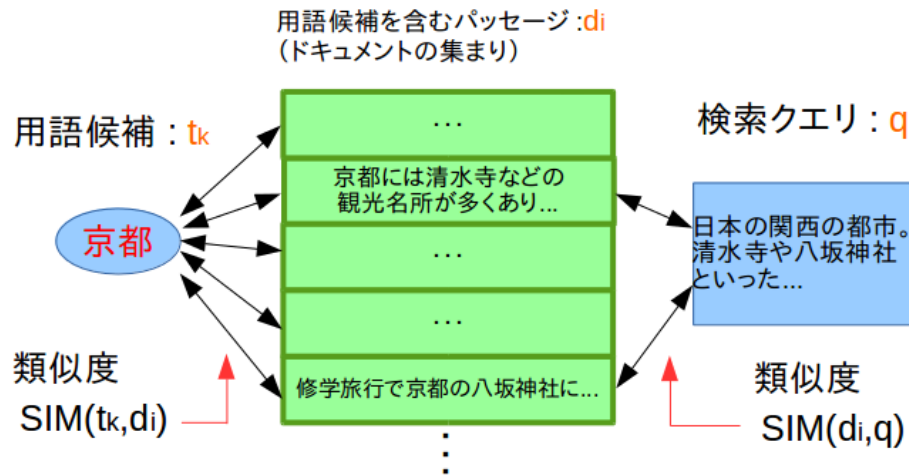 用語候補を含むパッセージ:di
(ドキュメントの集まり)
用語候補 : tk
検索クエリ : q
…
京都には清水寺などの
観光名所が多くあり...
京都
…
…
修学旅行で京都の八坂神社に...
日本の関西の都市。
清水寺や八坂神社
といった...
類似度
SIM(tk,di)
類似度
SIM(di,q)
⋮